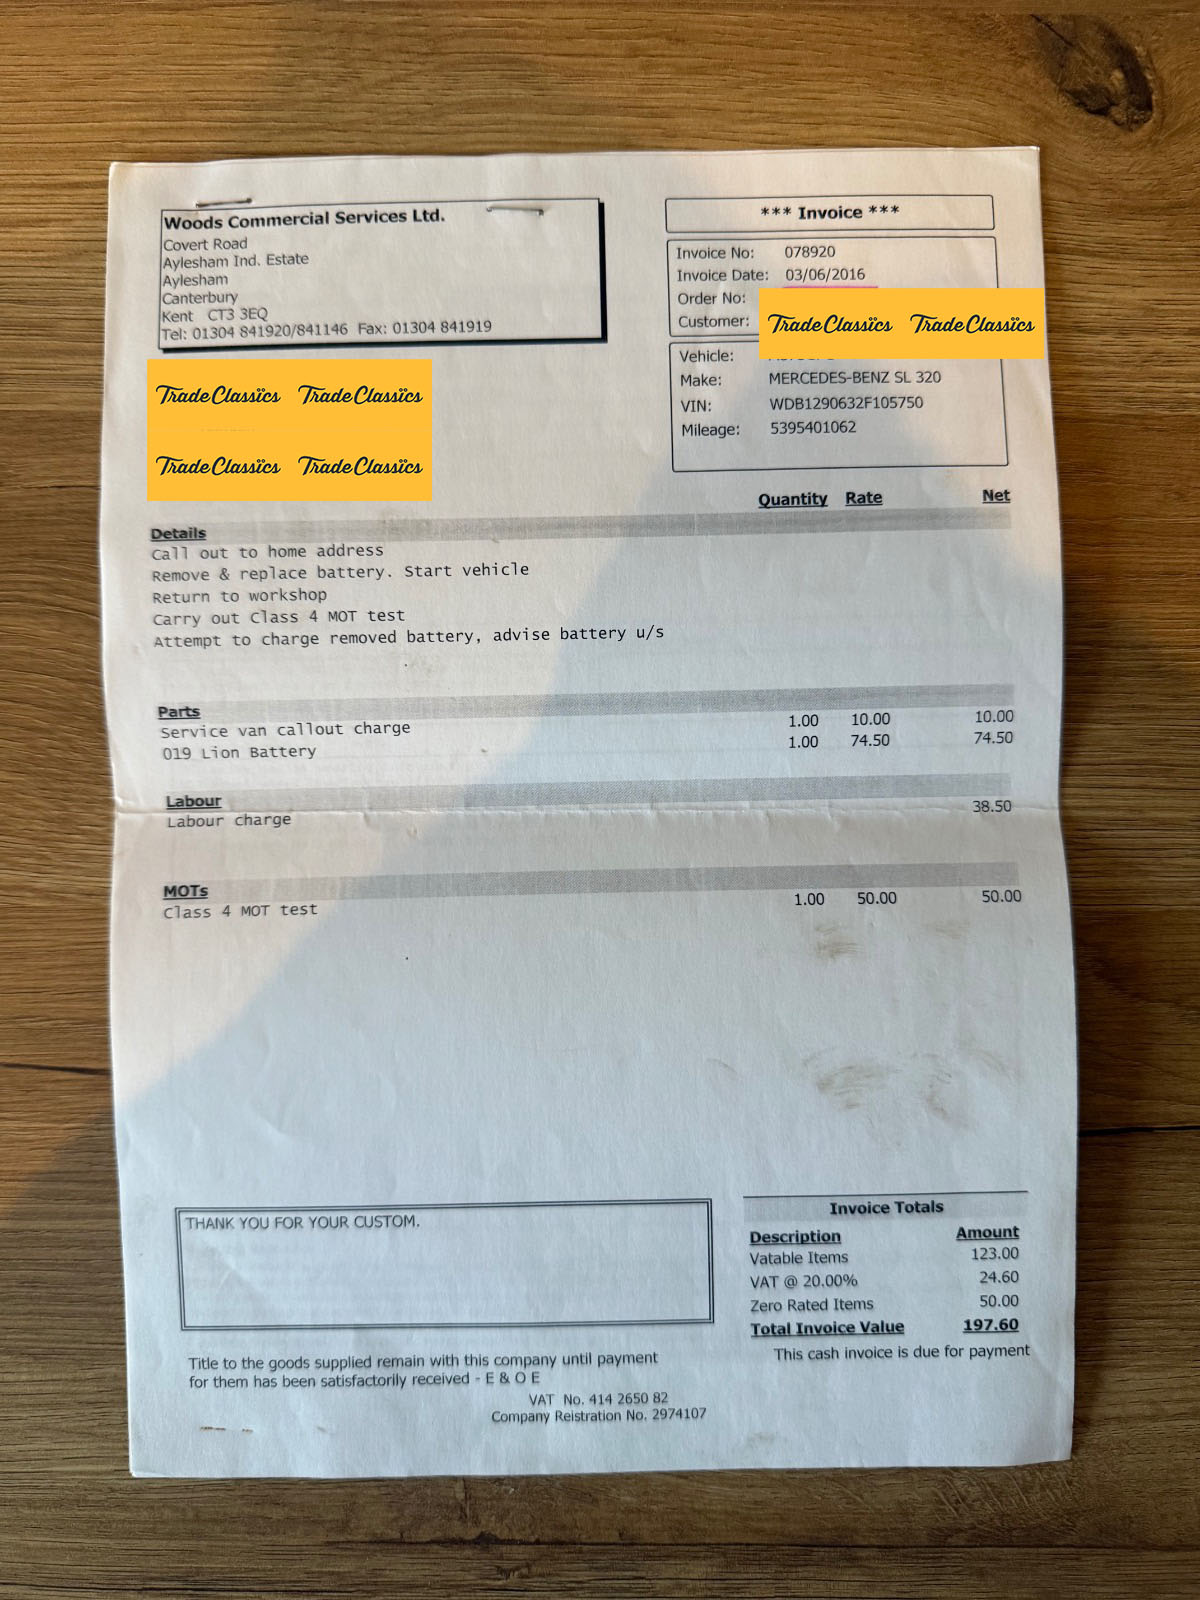 Woods Commercial Services Ltd.
Covert Road
Aylesham Ind. Estate
Aylesham
Canterbury
Kent CT3 3EQ
Tel: 01304 841920/841146 Fax: 01304 841919
*** Invoice ***
Invoice No: 078920
Invoice Date: 03/06/2016
Order No:
Customer:
TradeClassics TradeClassics
Vehicle:
Make: MERCEDES-BENZ SL 320
VIN: WDB1290632F105750
Mileage: 5395401062
TradeClassics TradeClassics
TradeClassics TradeClassics
Quantity Rate Net
Details
Call out to home address
Remove & replace battery. Start vehicle
Return to workshop
Carry out Class 4 MOT test
Attempt to charge removed battery, advise battery u/s
Parts
Service van callout charge 1.00 10.00 10.00
019 Lion Battery 1.00 74.50 74.50
Labour
Labour charge 38.50
MOTs
Class 4 MOT test 1.00 50.00 50.00
THANK YOU FOR YOUR CUSTOM.
Invoice Totals
Description Amount
Vatable Items 123.00
VAT @ 20.00% 24.60
Zero Rated Items 50.00
Total Invoice Value 197.60
This cash invoice is due for payment
Title to the goods supplied remain with this company until payment
for them has been satisfactorily received - E & O E
VAT No. 414 2650 82
Company Reistration No. 2974107